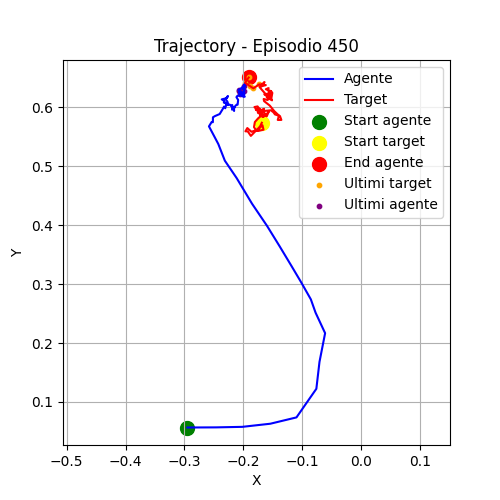 Trajectory - Episodio 450
Agente
Target
Start agente
Start target
End agente
Ultimi target
Ultimi agente
Y
0.6
0.5
0.4
0.3
0.2
0.1
−0.5
−0.4
−0.3
−0.2
−0.1
0.0
0.1
X